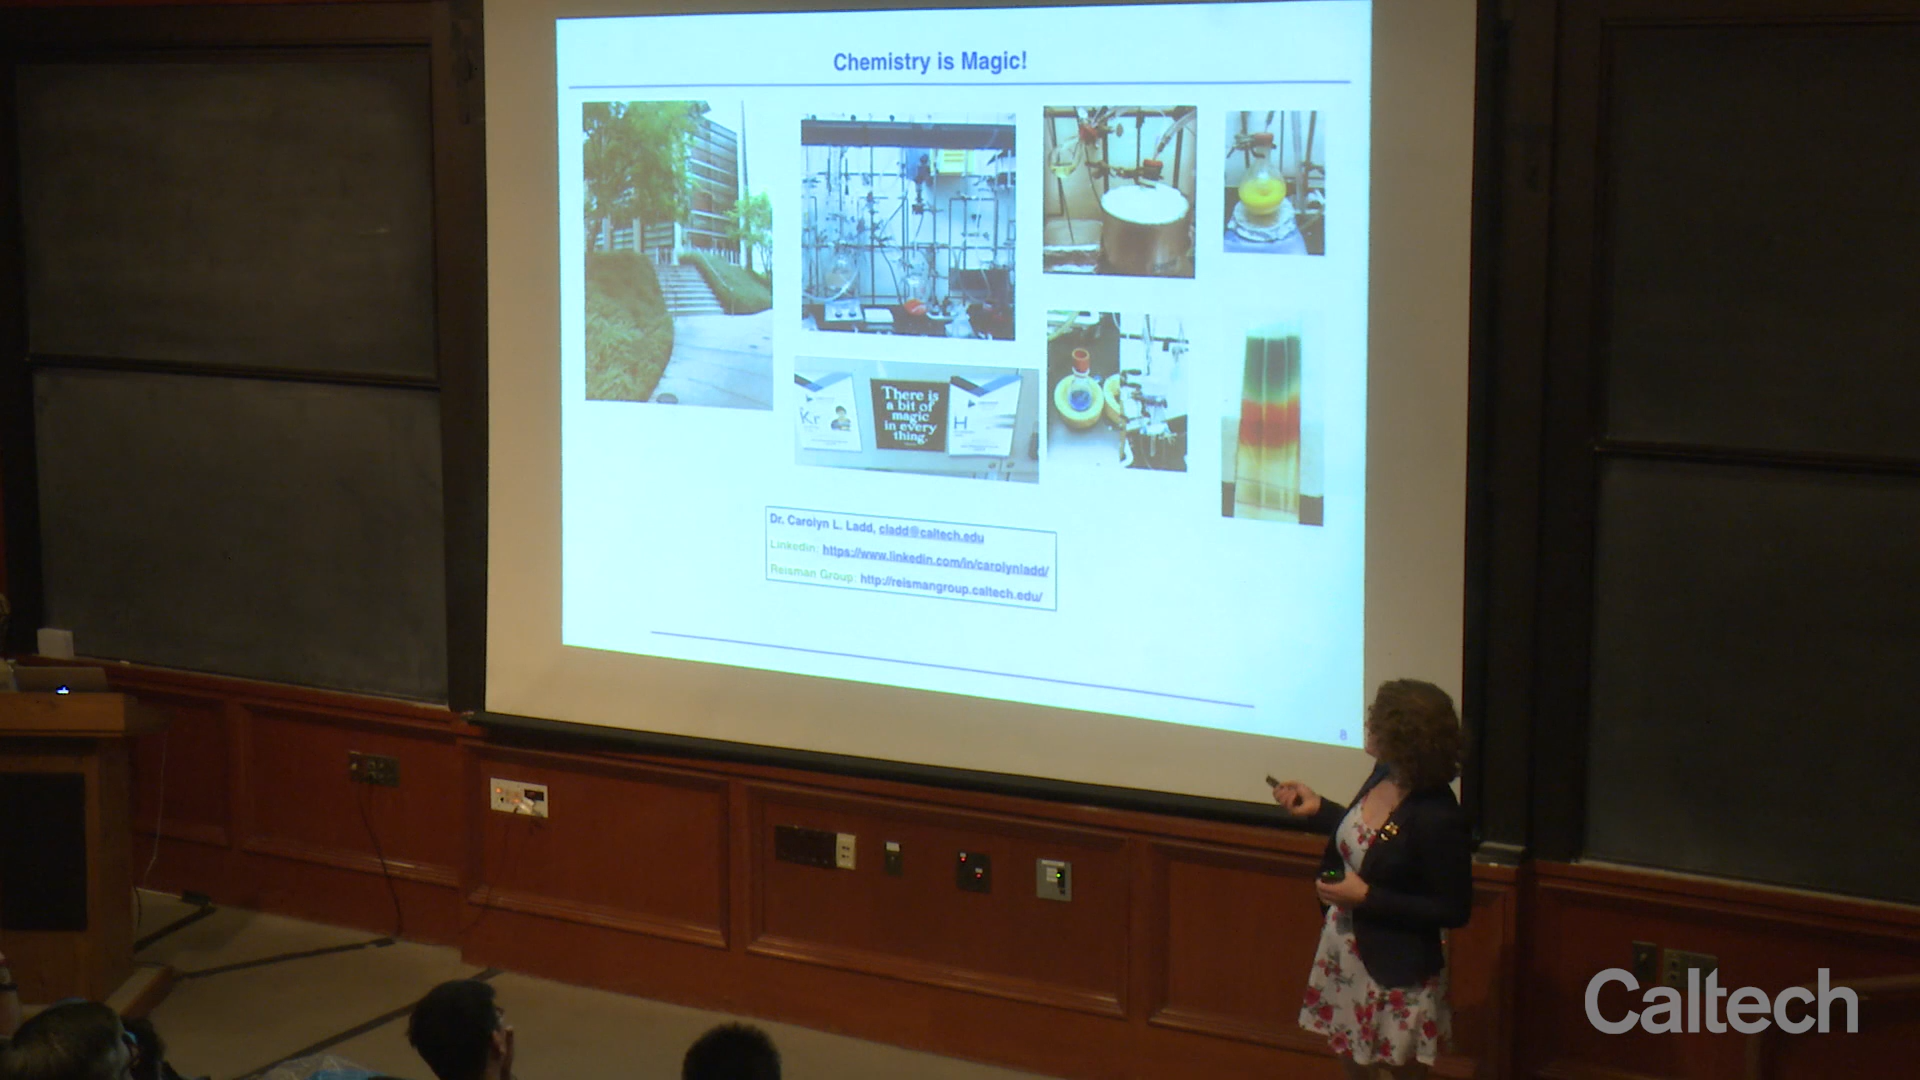 Chemistry is Magic!
Kr
There is
a bit of
magic
in every
thing.
H
Dr. Carolyn L. Ladd, cladd@caltech.edu
Linkedin: https://www.linkedin.com/in/carolynladd/
Reisman Group: http://reismangroup.caltech.edu/
8
Caltech